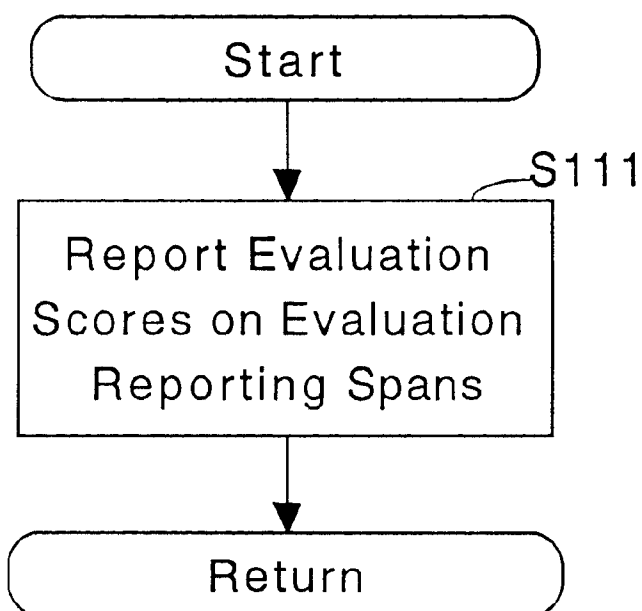 Start
S111
Report Evaluation
Scores on Evaluation
Reporting Spans
Return